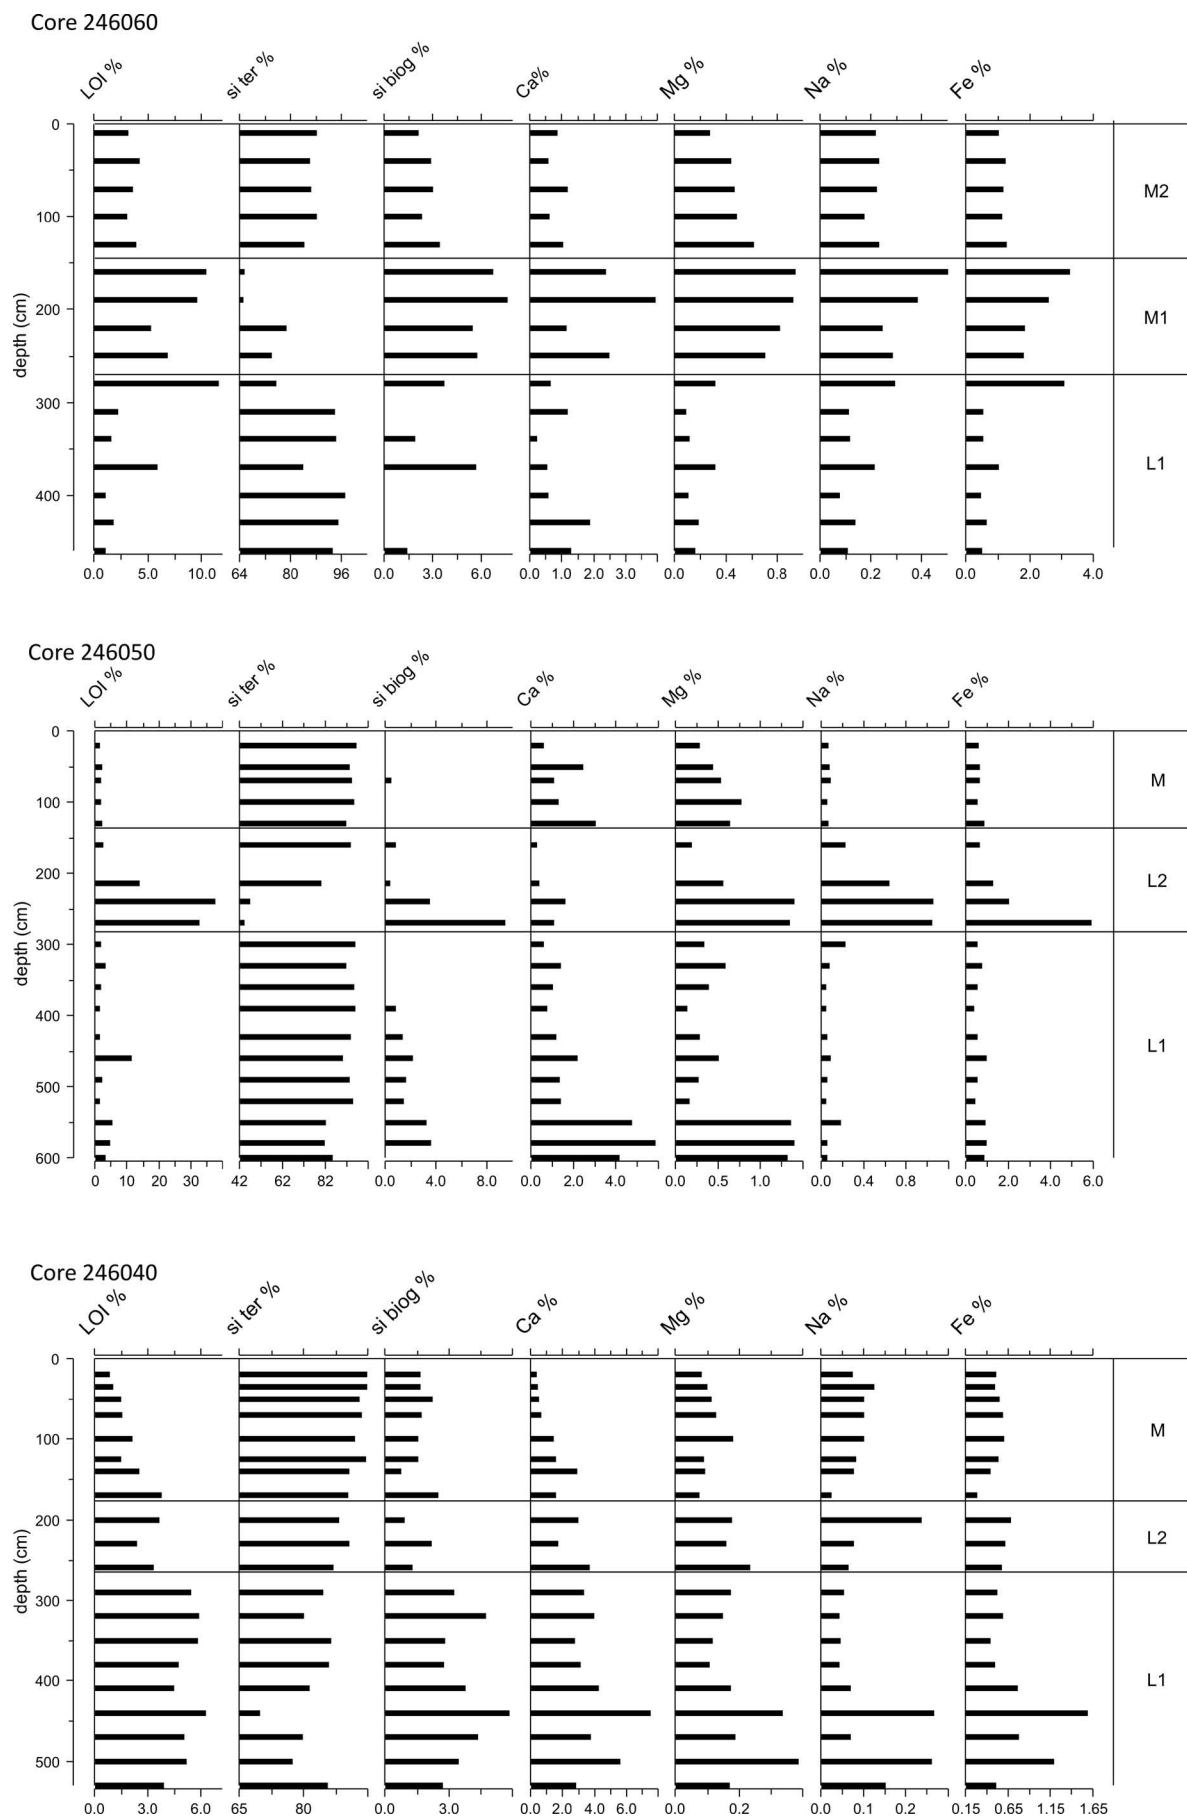 Core 246060
LOI % si ter % si biog % Ca% Mg % Na % Fe %
0
M2
100
depth (cm)
200
M1
300
L1
400
0.0 5.0 10.0 64 80 96 0.0 3.0 6.0 0.0 1.0 2.0 3.0 0.0 0.4 0.8 0.0 0.2 0.4 0.0 2.0 4.0
Core 246050
LOI % si ter % si biog % Ca % Mg % Na % Fe %
0
M
100
200
L2
depth (cm)
300
400
L1
500
600
0 10 20 30 42 62 82 0.0 4.0 8.0 0.0 2.0 4.0 0.0 0.5 1.0 0.0 0.4 0.8 0.0 2.0 4.0 6.0
Core 246040
LOI % si ter % si biog % Ca % Mg % Na % Fe %
0
M
100
200
L2
depth (cm)
300
400
L1
500
0.0 3.0 6.0 65 80 0.0 3.0 0.0 2.0 4.0 6.0 0.0 0.2 0.0 0.1 0.2 0.15 0.65 1.15 1.65